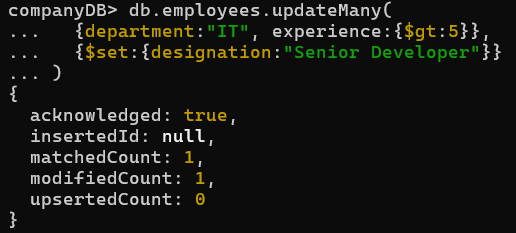 companyDB> db.employees.updateMany(
...   {department:"IT", experience:{$gt:5}},
...   {$set:{designation:"Senior Developer"}}
... )
{
  acknowledged: true,
  insertedId: null,
  matchedCount: 1,
  modifiedCount: 1,
  upsertedCount: 0
}